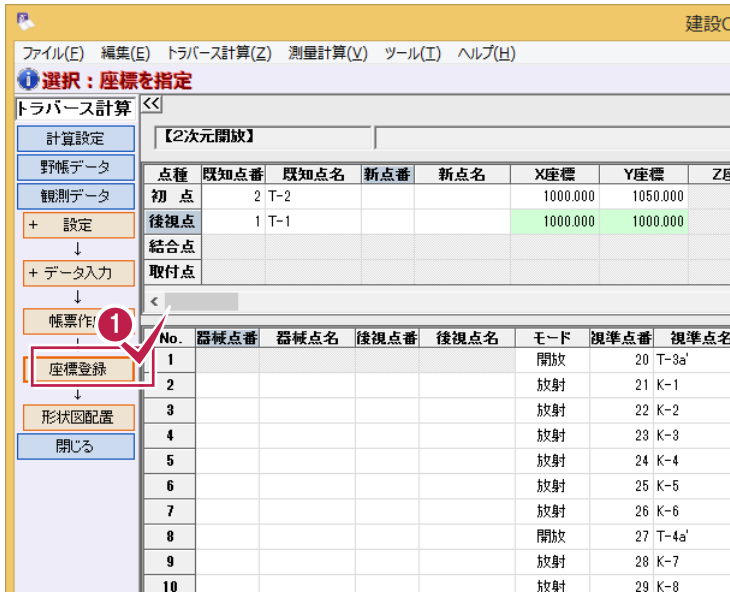 建設C
ファイル(F) 編集(E) トラバース計算(Z) 測量計算(V) ツール(T) ヘルプ(H)
選択：座標を指定
トラバース計算 <<
計算設定
野帳データ
観測データ
+ 設定
↓
+ データ入力
↓
帳票作
1
座標登録
↓
形状図配置
閉じる
【2次元開放】
点種 既知点番 既知点名 新点番 新点名 X座標 Y座標 Z座
初 点 2 T-2 1000.000 1050.000
後視点 1 T-1 1000.000 1000.000
結合点
取付点
<
No. 器械点番 器械点名 後視点番 後視点名 モード 視準点番 視準点名
1 開放 20 T-3a'
2 放射 21 K-1
3 放射 22 K-2
4 放射 23 K-3
5 放射 24 K-4
6 放射 25 K-5
7 放射 26 K-6
8 開放 27 T-4a'
9 放射 28 K-7
10 放射 29 K-8